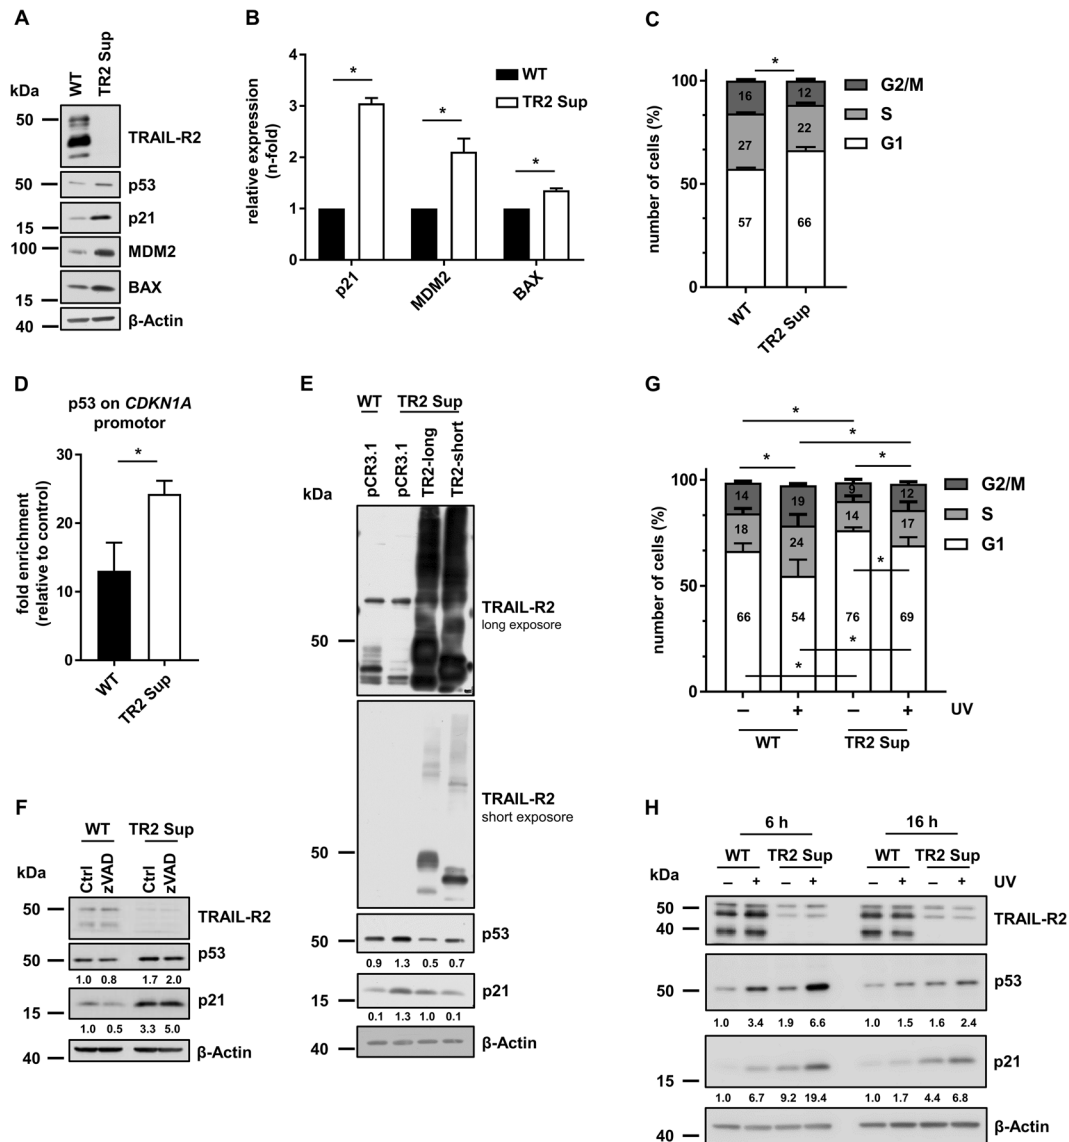 A
WT
TR2 Sup
kDa
50
TRAIL-R2
50
p53
p21
15
100
MDM2
BAX
15
40
β-Actin
B
relative expression
(n-fold)
4
3
2
1
0
*
*
*
WT
TR2 Sup
p21
MDM2
BAX
C
number of cells (%)
100
50
0
*
16
27
57
12
22
66
G2/M
S
G1
WT
TR2 Sup
D
p53 on CDKN1A
promotor
fold enrichment
(relative to control)
30
20
10
0
*
WT
TR2 Sup
E
WT
TR2 Sup
pCR3.1
pCR3.1
TR2-long
TR2-short
kDa
50
TRAIL-R2
long exposore
TRAIL-R2
short exposore
50
50
p53
0.9 1.3 0.5 0.7
p21
15
0.1 1.3 1.0 0.1
40
β-Actin
F
WT
TR2 Sup
kDa
Ctrl
zVAD
Ctrl
zVAD
50
TRAIL-R2
50
p53
1.0 0.8 1.7 2.0
p21
15
1.0 0.5 3.3 5.0
40
β-Actin
G
number of cells (%)
100
50
0
*
*
*
*
14
18
66
19
24
54
9
14
76
12
17
69
*
*
*
G2/M
S
G1
– + – + UV
WT
TR2 Sup
H
6 h
16 h
WT TR2 Sup WT TR2 Sup
kDa
– + – + – + – + UV
50
40
TRAIL-R2
50
p53
1.0 3.4 1.9 6.6 1.0 1.5 1.6 2.4
p21
15
1.0 6.7 9.2 19.4 1.0 1.7 4.4 6.8
β-Actin
40